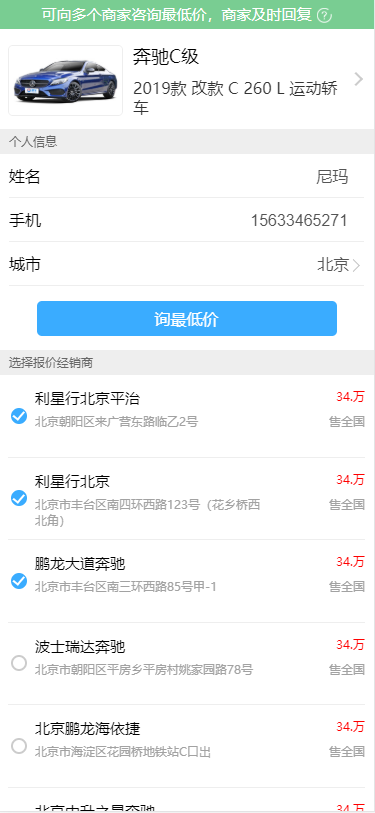 可向多个商家咨询最低价，商家及时回复
奔驰C级
2019款 改款 C 260 L 运动轿
车
个人信息
姓名 尼玛
手机 15633465271
城市 北京
询最低价
选择报价经销商
利星行北京平治 34.万
北京朝阳区来广营东路临乙2号 售全国
利星行北京 34.万
北京市丰台区南四环西路123号（花乡桥西 售全国
北角）
鹏龙大道奔驰 34.万
北京市丰台区南三环西路85号甲-1 售全国
波士瑞达奔驰 34.万
北京市朝阳区平房乡平房村姚家园路78号 售全国
北京鹏龙海依捷 34.万
北京市海淀区花园桥地铁站C口出 售全国
北京中升之星奔驰 34.万